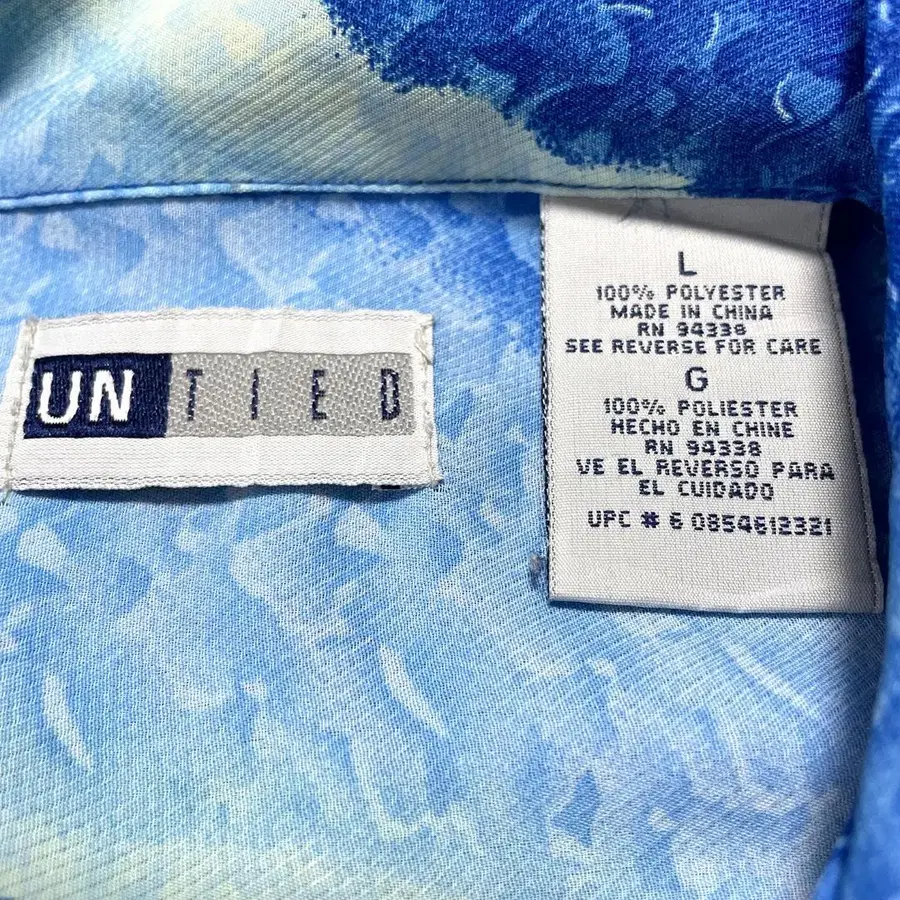 UN TIED
L
100% POLYESTER
MADE IN CHINA
RN 94338
SEE REVERSE FOR CARE
G
100% POLIESTER
HECHO EN CHINE
RN 94338
VE EL REVERSO PARA
EL CUIDADO
UPC # 6 0854612321